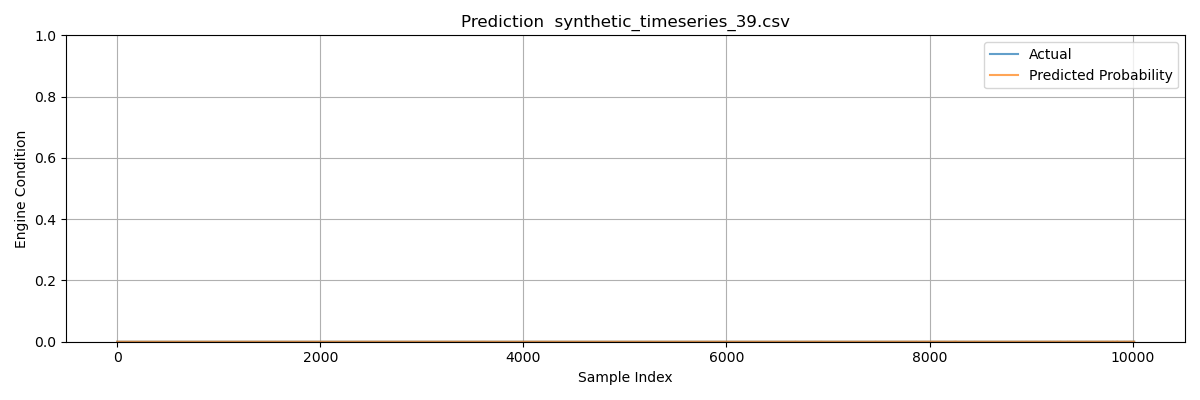 Prediction  synthetic_timeseries_39.csv
1.0
0.8
0.6
0.4
0.2
0.0
Engine Condition
Actual
Predicted Probability
0 2000 4000 6000 8000 10000
Sample Index